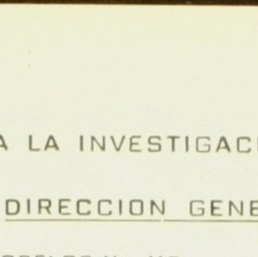 A LA INVESTIGAC
DIRECCION GENE